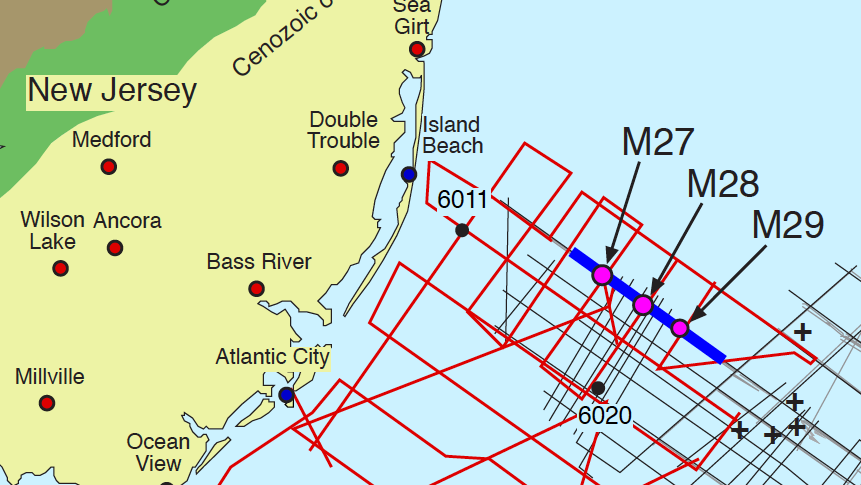 Sea
Girt
Cenozoic o
New Jersey
Medford
Double
Trouble
Island
Beach
M27
M28
M29
6011
Wilson
Lake
Ancora
Bass River
Atlantic City
Millville
6020
Ocean
View